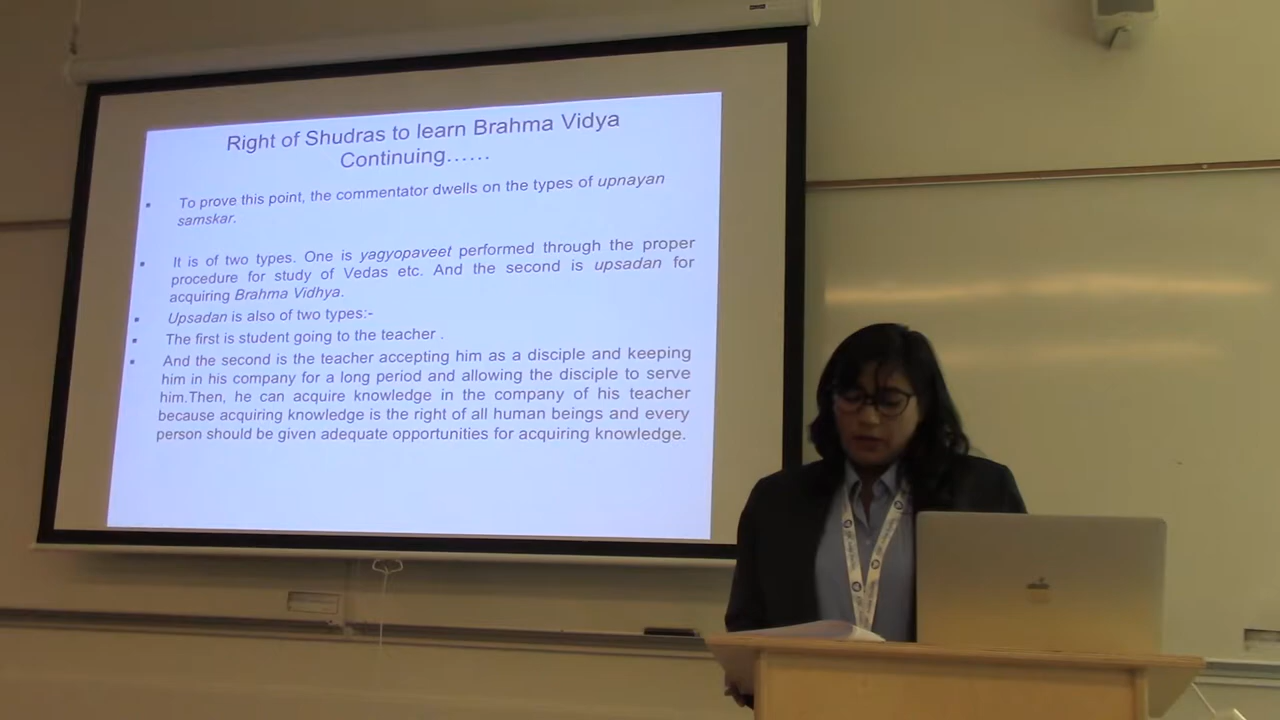 Right of Shudras to learn Brahma Vidya
Continuing……
To prove this point, the commentator dwells on the types of upnayan
samskar.
It is of two types. One is yagyopaveet performed through the proper
procedure for study of Vedas etc. And the second is upsadan for
acquiring Brahma Vidhya.
Upsadan is also of two types:-
The first is student going to the teacher .
And the second is the teacher accepting him as a disciple and keeping
him in his company for a long period and allowing the disciple to serve
him.Then, he can acquire knowledge in the company of his teacher
because acquiring knowledge is the right of all human beings and every
person should be given adequate opportunities for acquiring knowledge.